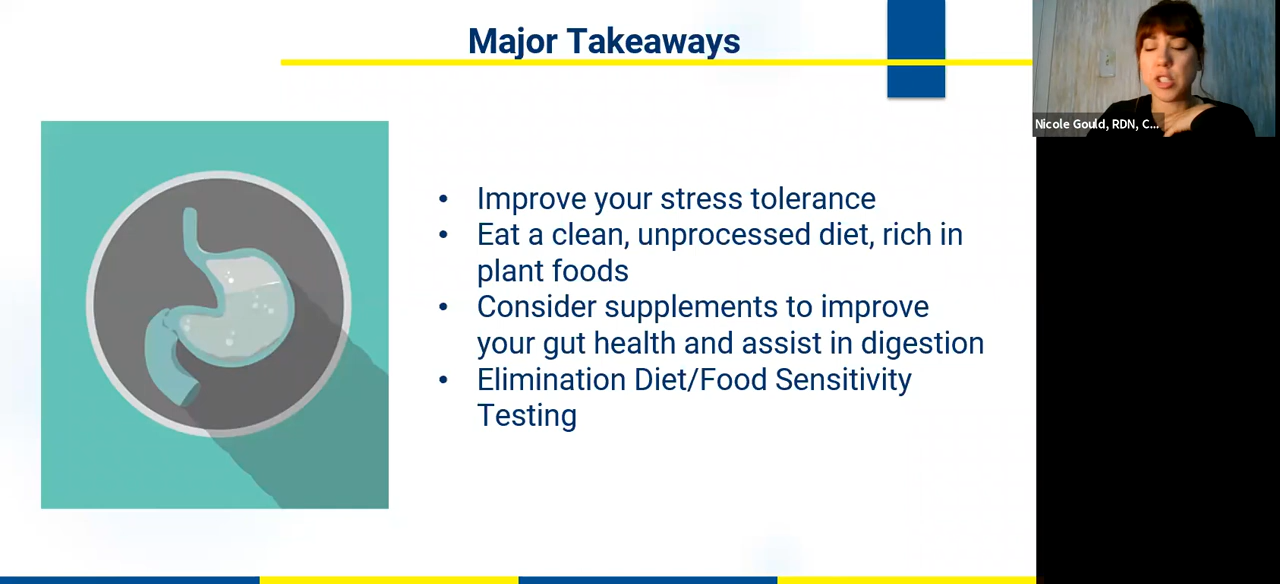 Major Takeaways
Nicole Gould, RDN, C...
• Improve your stress tolerance
• Eat a clean, unprocessed diet, rich in
plant foods
• Consider supplements to improve
your gut health and assist in digestion
• Elimination Diet/Food Sensitivity
Testing